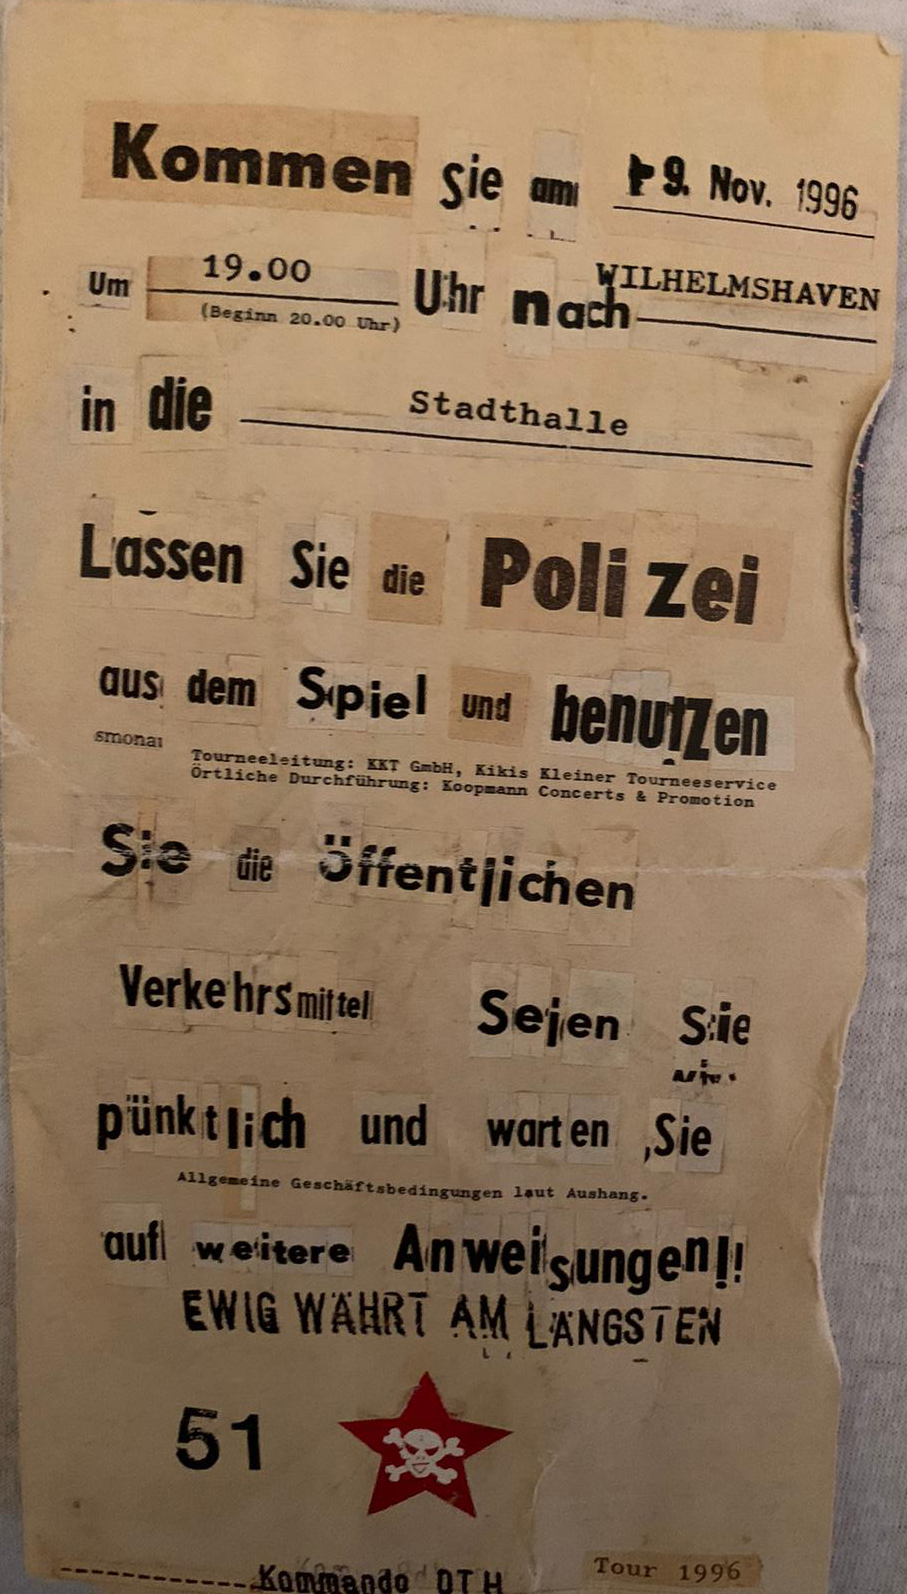 Kommen Sie am 9. Nov. 1996
Um 19.00 Uhr nach WILHELMSHAVEN
(Beginn 20.00 Uhr)
in die Stadthalle
Lassen Sie die Polizei
aus dem Spiel und benutzen
smonat
Tourneeleitung: KKT GmbH, Kikis Kleiner Tourneeservice
Örtliche Durchführung: Koopmann Concerts & Promotion
Sie die öffentlichen
Verkehrsmittel Seien Sie
pünktlich und warten Sie
Allgemeine Geschäftsbedingungen laut Aushang.
auf weitere Anweisungen!!
EWIG WÄHRT AM LÄNGSTEN
51
Kommando DTH Tour 1996